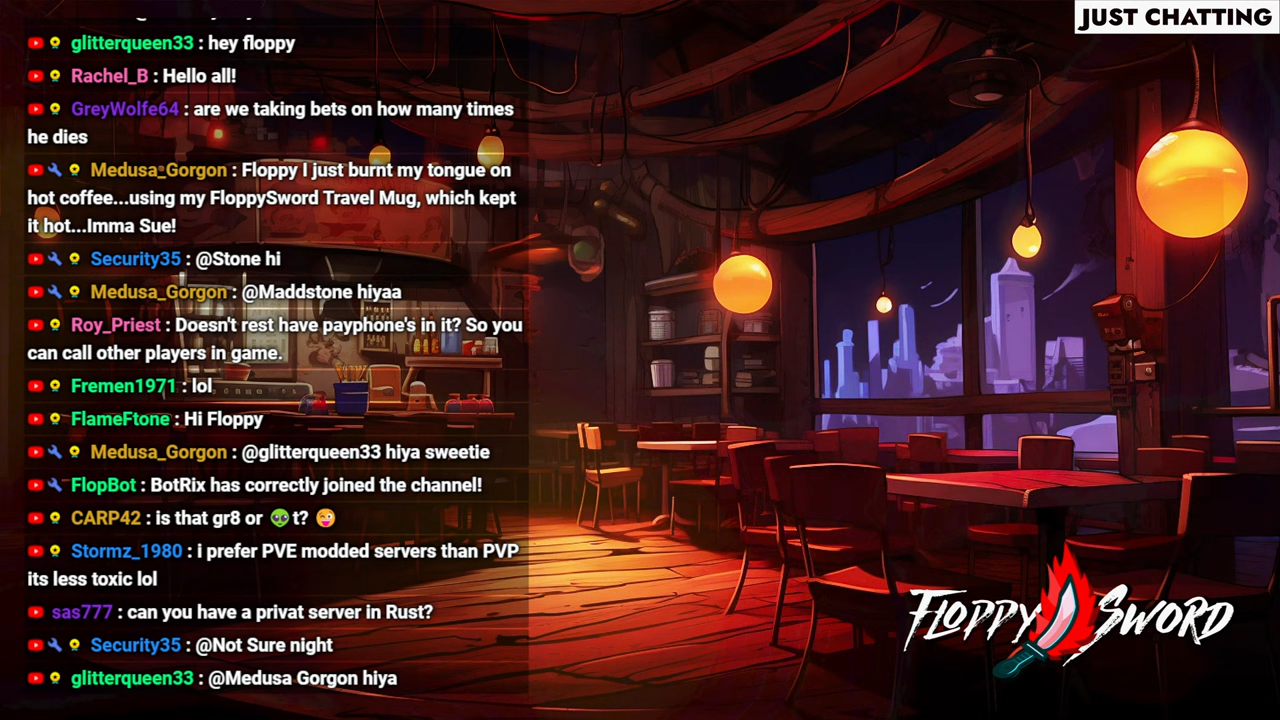 JUST CHATTING
glitterqueen33 : hey floppy
Rachel_B : Hello all!
GreyWolfe64 : are we taking bets on how many times
he dies
Medusa_Gorgon : Floppy I just burnt my tongue on
hot coffee...using my FloppySword Travel Mug, which kept
it hot...Imma Sue!
Security35 : @Stone hi
Medusa_Gorgon : @Maddstone hiyaa
Roy_Priest : Doesn't rest have payphone's in it? So you
can call other players in game.
Fremen1971 : lol
FlameFtone : Hi Floppy
Medusa_Gorgon : @glitterqueen33 hiya sweetie
FlopBot : BotRix has correctly joined the channel!
CARP42 : is that gr8 or 👽t? 😜
Stormz_1980 : i prefer PVE modded servers than PVP
its less toxic lol
sas777 : can you have a privat server in Rust?
Security35 : @Not Sure night
glitterqueen33 : @Medusa Gorgon hiya
FLOPPY SWORD